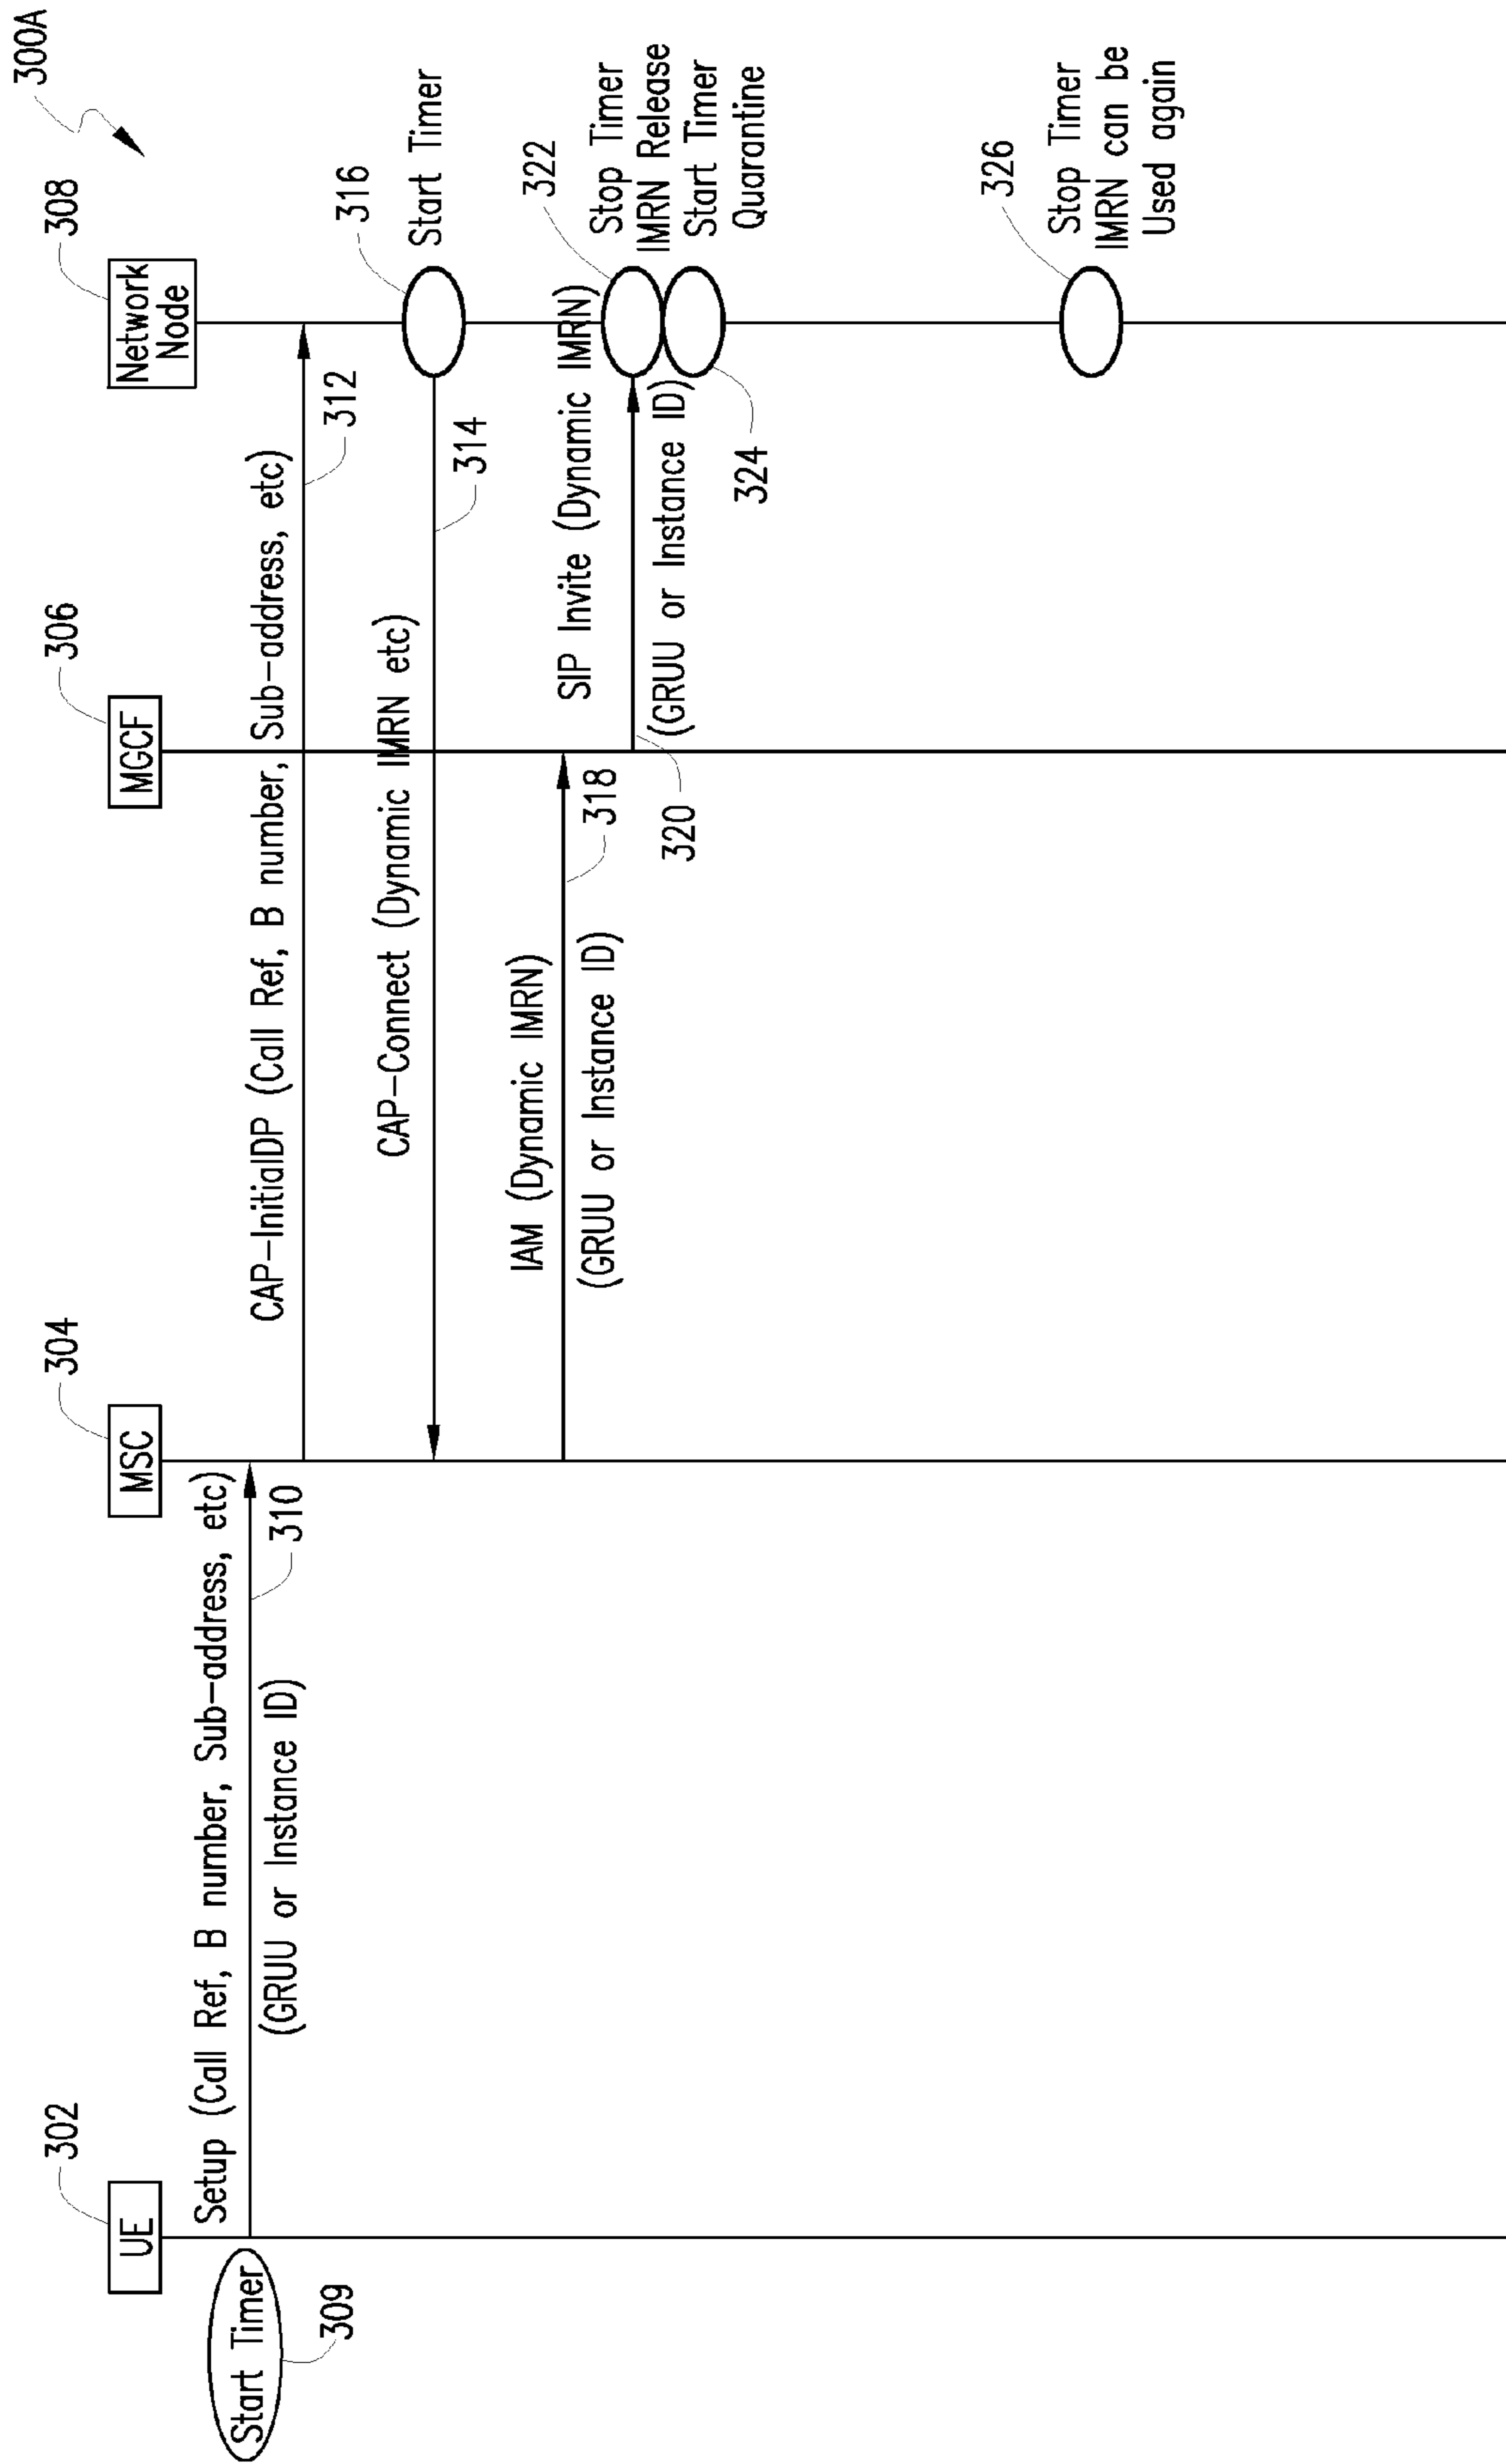 300A
302
304
306
308
UE
MSC
MGCF
Network
Node
Start Timer
309
Setup (Call Ref, B number, Sub-address, etc)
310
(GRUU or Instance ID)
CAP-InitialDP (Call Ref, B number, Sub-address, etc)
312
316
Start Timer
CAP-Connect (Dynamic IMRN etc)
314
IAM (Dynamic IMRN)
318
(GRUU or Instance ID)
SIP Invite (Dynamic IMRN)
320
(GRUU or Instance ID)
322
Stop Timer
IMRN Release
Start Timer
Quarantine
324
326
Stop Timer
IMRN can be
Used again